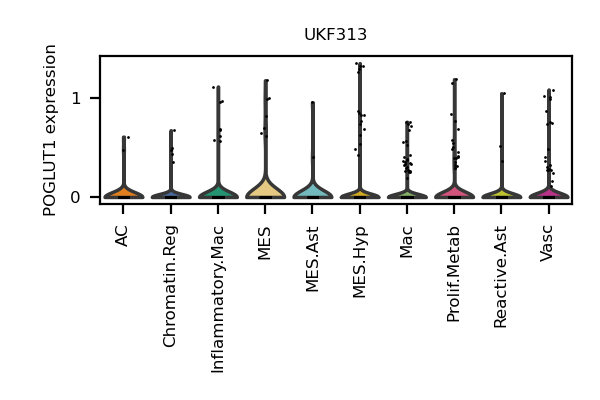 UKF313
POGLUT1 expression
1
0
AC
Chromatin.Reg
Inflammatory.Mac
MES
MES.Ast
MES.Hyp
Mac
Prolif.Metab
Reactive.Ast
Vasc